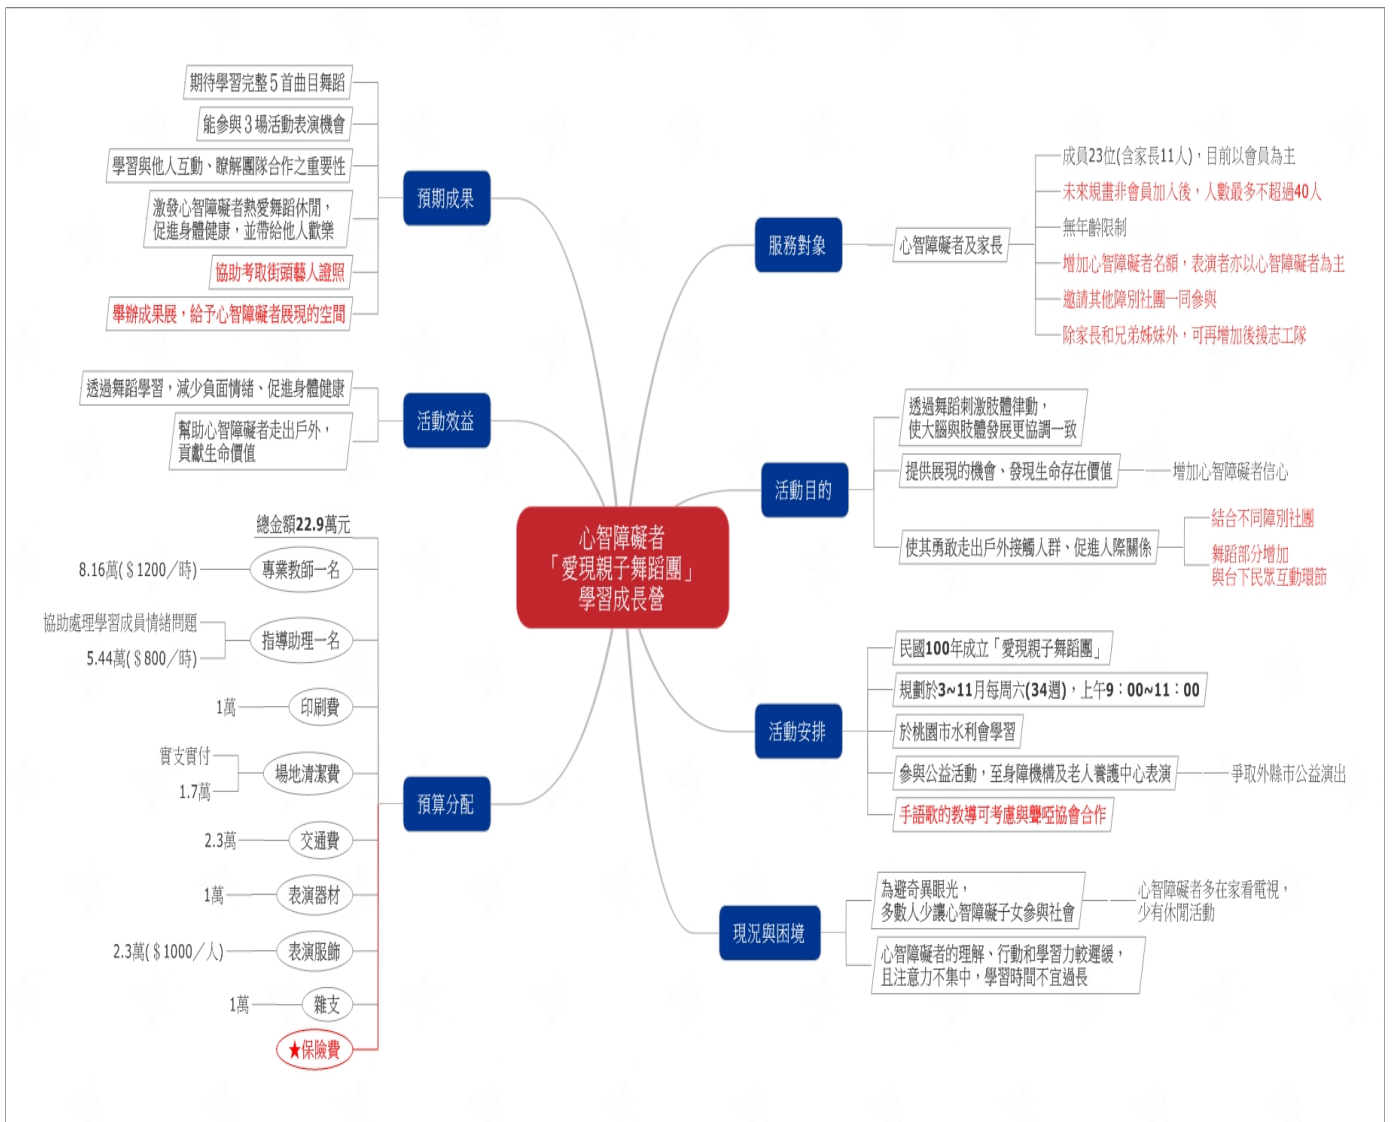 心智障礙者
「愛現親子舞蹈團」
學習成長營
服務對象
心智障礙者及家長
成員23位(含家長11人)，目前以會員為主
未來規畫非會員加入後，人數最多不超過40人
無年齡限制
增加心智障礙者名額，表演者亦以心智障礙者為主
邀請其他障別社團一同參與
除家長和兄弟姊妹外，可再增加後援志工隊
活動目的
透過舞蹈刺激肢體律動，
使大腦與肢體發展更協調一致
提供展現的機會、發現生命存在價值
增加心智障礙者信心
使其勇敢走出戶外接觸人群、促進人際關係
結合不同障別社團
舞蹈部分增加
與台下民眾互動環節
活動安排
民國100年成立「愛現親子舞蹈團」
規劃於3~11月每周六(34週)，上午9：00~11：00
於桃園市水利會學習
參與公益活動，至身障機構及老人養護中心表演
爭取外縣市公益演出
手語歌的教導可考慮與聾啞協會合作
現況與困境
為避奇異眼光，
多數人少讓心智障礙子女參與社會
心智障礙者多在家看電視，
少有休閒活動
心智障礙者的理解、行動和學習力較遲緩，
且注意力不集中，學習時間不宜過長
預期成果
期待學習完整５首曲目舞蹈
能參與３場活動表演機會
學習與他人互動、瞭解團隊合作之重要性
激發心智障礙者熱愛舞蹈休閒，
促進身體健康，並帶給他人歡樂
協助考取街頭藝人證照
舉辦成果展，給予心智障礙者展現的空間
活動效益
透過舞蹈學習，減少負面情緒、促進身體健康
幫助心智障礙者走出戶外，
貢獻生命價值
預算分配
總金額22.9萬元
專業教師一名
8.16萬(＄1200／時)
指導助理一名
協助處理學習成員情緒問題
5.44萬(＄800／時)
印刷費
1萬
場地清潔費
實支實付
1.7萬
交通費
2.3萬
表演器材
1萬
表演服飾
2.3萬(＄1000／人)
雜支
1萬
★保險費